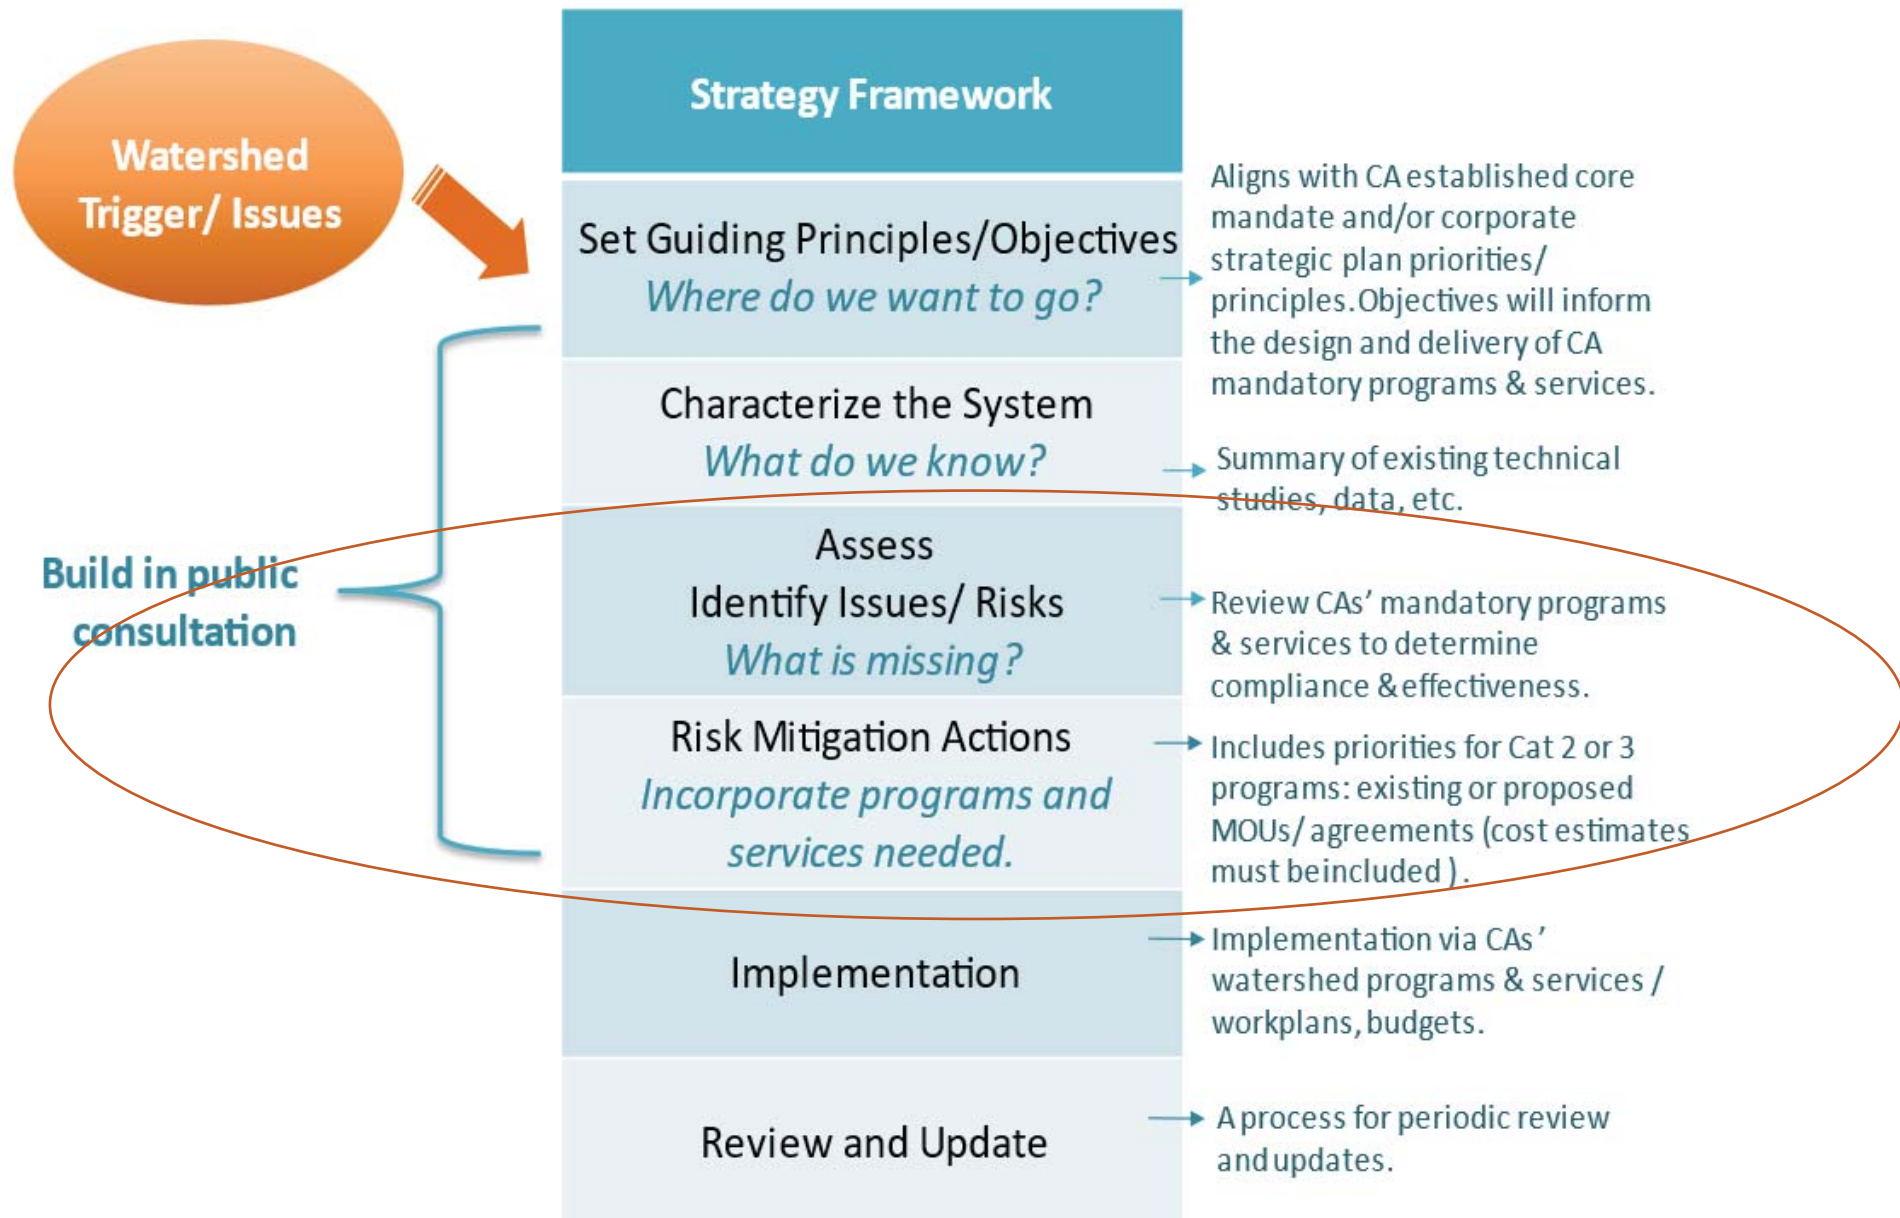 Strategy Framework
Watershed
Trigger/ Issues
Set Guiding Principles/Objectives
Where do we want to go?
Aligns with CA established core
mandate and/or corporate
strategic plan priorities/
principles. Objectives will inform
the design and delivery of CA
mandatory programs & services.
Characterize the System
What do we know?
Summary of existing technical
studies, data, etc.
Build in public
consultation
Assess
Identify Issues/ Risks
What is missing?
Review CAs’ mandatory programs
& services to determine
compliance & effectiveness.
Risk Mitigation Actions
Incorporate programs and
services needed.
Includes priorities for Cat 2 or 3
programs: existing or proposed
MOUs/ agreements (cost estimates
must beincluded ).
Implementation
Implementation via CAs’
watershed programs & services /
workplans, budgets.
Review and Update
A process for periodic review
and updates.